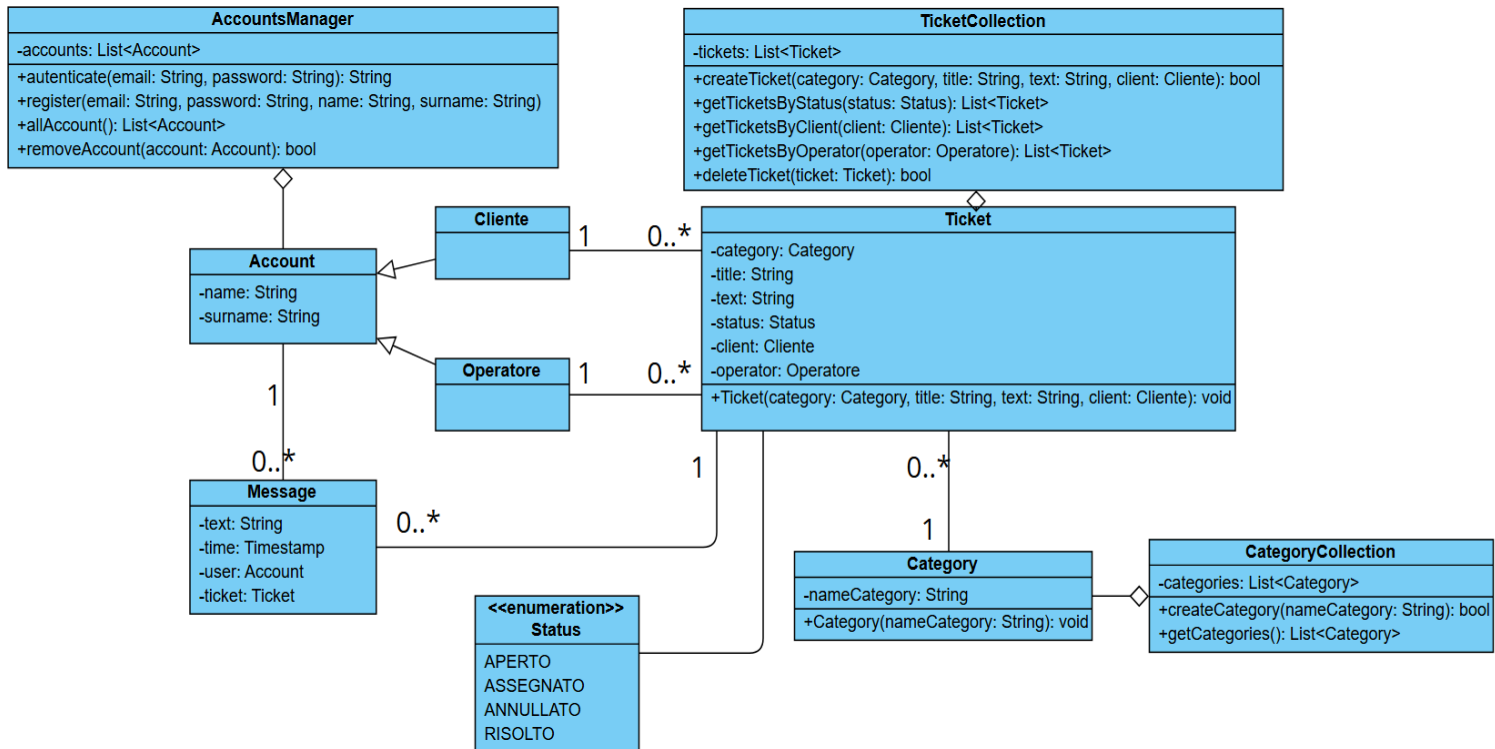 AccountsManager
-accounts: List<Account>
+autenticate(email: String, password: String): String
+register(email: String, password: String, name: String, surname: String)
+allAccount(): List<Account>
+removeAccount(account: Account): bool
TicketCollection
-tickets: List<Ticket>
+createTicket(category: Category, title: String, text: String, client: Cliente): bool
+getTicketsByStatus(status: Status): List<Ticket>
+getTicketsByClient(client: Cliente): List<Ticket>
+getTicketsByOperator(operator: Operatore): List<Ticket>
+deleteTicket(ticket: Ticket): bool
Cliente
1
0..*
Ticket
-category: Category
-title: String
-text: String
-status: Status
-client: Cliente
-operator: Operatore
+Ticket(category: Category, title: String, text: String, client: Cliente): void
Account
-name: String
-surname: String
Operatore
1
0..*
1
0..*
Message
-text: String
-time: Timestamp
-user: Account
-ticket: Ticket
0..*
1
0..*
1
<<enumeration>>
Status
APERTO
ASSEGNATO
ANNULLATO
RISOLTO
Category
-nameCategory: String
+Category(nameCategory: String): void
CategoryCollection
-categories: List<Category>
+createCategory(nameCategory: String): bool
+getCategories(): List<Category>